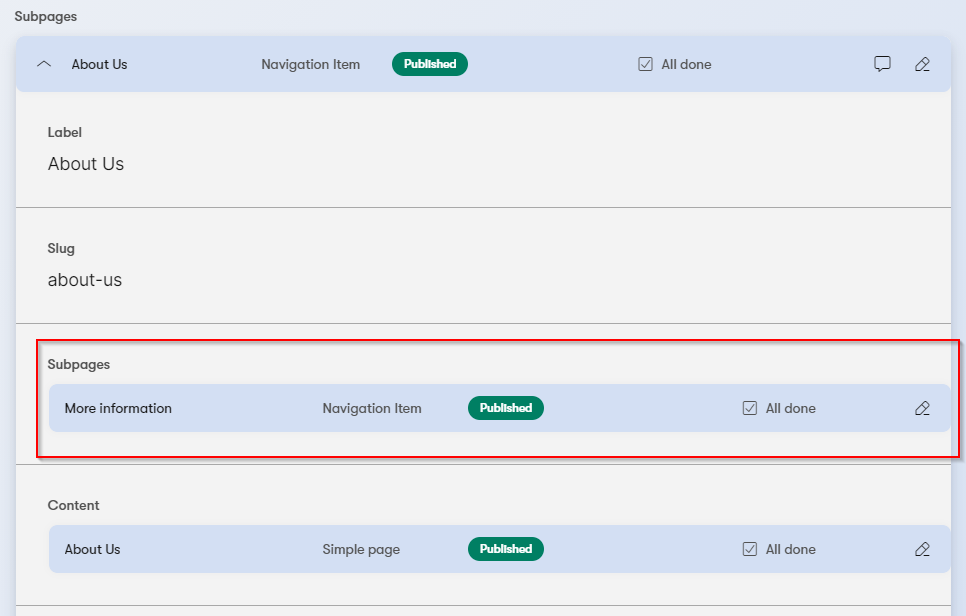 Subpages
About Us Navigation Item Published All done
Label
About Us
Slug
about-us
Subpages
More information Navigation Item Published All done
Content
About Us Simple page Published All done